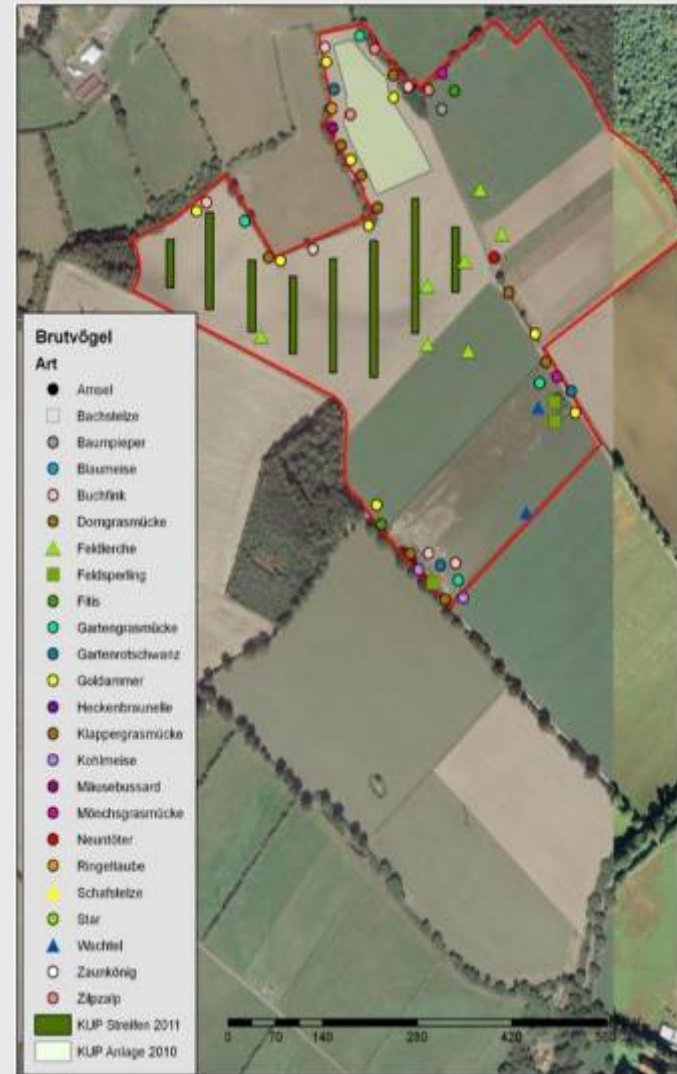 Brutvögel
Art
Amsel
Bachstelze
Baumpieper
Blaumeise
Buchfink
Dorngrasmücke
Feldlerche
Feldsperling
Fitis
Gartengrasmücke
Gartenrotschwanz
Goldammer
Heckenbraunelle
Klappergrasmücke
Kohlmeise
Mäusebussard
Mönchsgrasmücke
Neuntöter
Ringeltaube
Schafstelze
Star
Wachtel
Zaunkönig
Zilpzalp
KUP Streifen 2011
KUP Anlage 2010
0 70 140 280 420 560